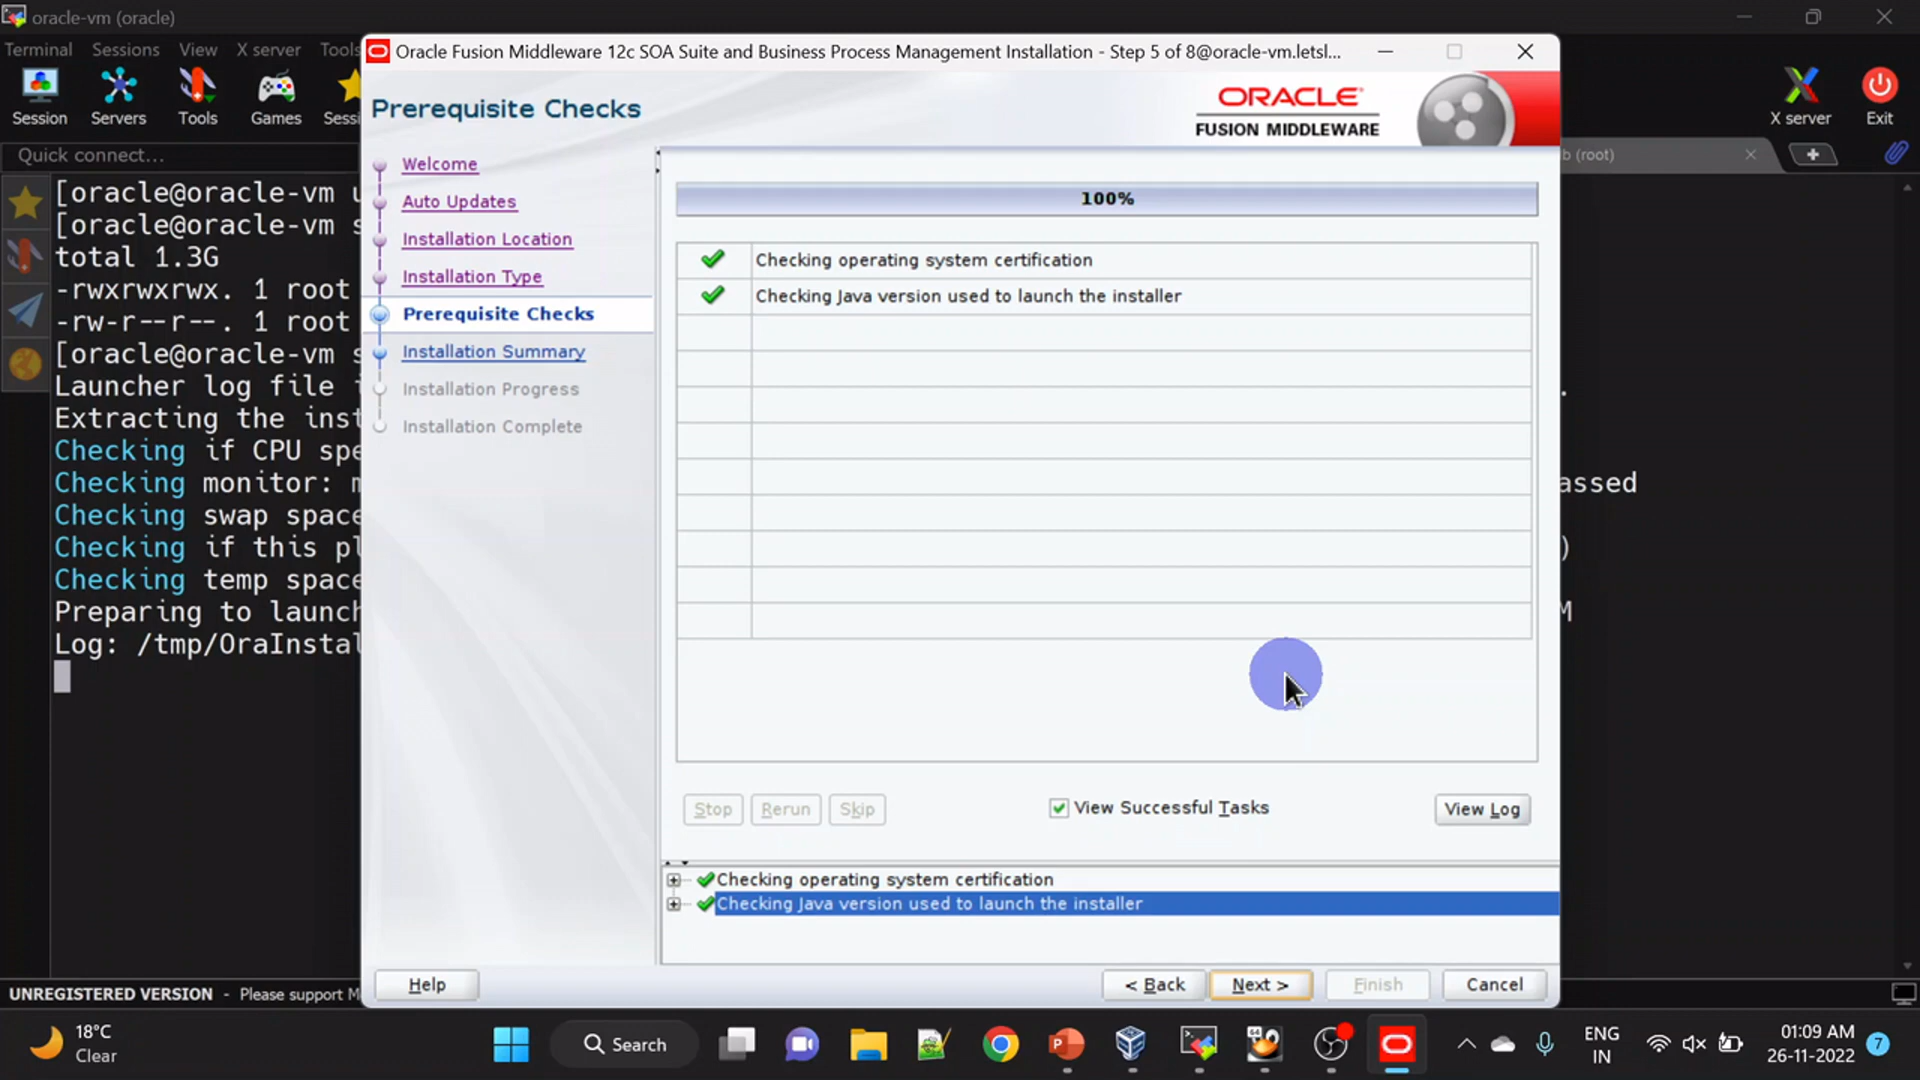 oracle-vm (oracle)
Terminal Sessions View X server Tools
Session Servers Tools Games Sessi
X server Exit
Quick connect...
b (root)
Oracle Fusion Middleware 12c SOA Suite and Business Process Management Installation - Step 5 of 8@oracle-vm.letsl...
Prerequisite Checks
ORACLE
FUSION MIDDLEWARE
Welcome
Auto Updates
Installation Location
Installation Type
Prerequisite Checks
Installation Summary
Installation Progress
Installation Complete
100%
Checking operating system certification
Checking Java version used to launch the installer
Stop Rerun Skip
View Successful Tasks
View Log
Checking operating system certification
Checking Java version used to launch the installer
Help
< Back Next > Finish Cancel
[oracle@oracle-vm u
[oracle@oracle-vm s
total 1.3G
-rwxrwxrwx. 1 root
-rw-r--r--. 1 root
[oracle@oracle-vm s
Launcher log file i
.
Extracting the inst
Checking if CPU spe
Checking monitor: m
assed
Checking swap space
Checking if this pl
)
Checking temp space
Preparing to launch
M
Log: /tmp/OraInstal
UNREGISTERED VERSION - Please support M
18°C
Clear
Search
64
ENG
IN
01:09 AM
26-11-2022
7